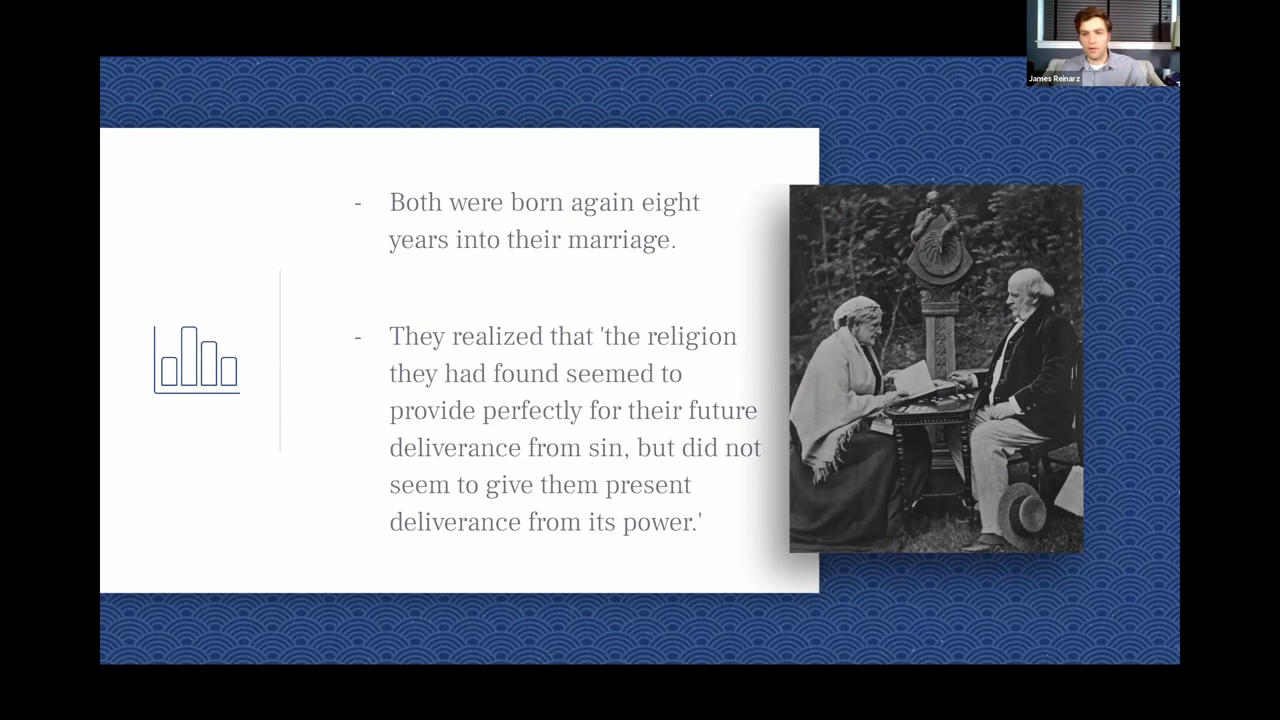 James Reinarz
- Both were born again eight
years into their marriage.
- They realized that 'the religion
they had found seemed to
provide perfectly for their future
deliverance from sin, but did not
seem to give them present
deliverance from its power.'